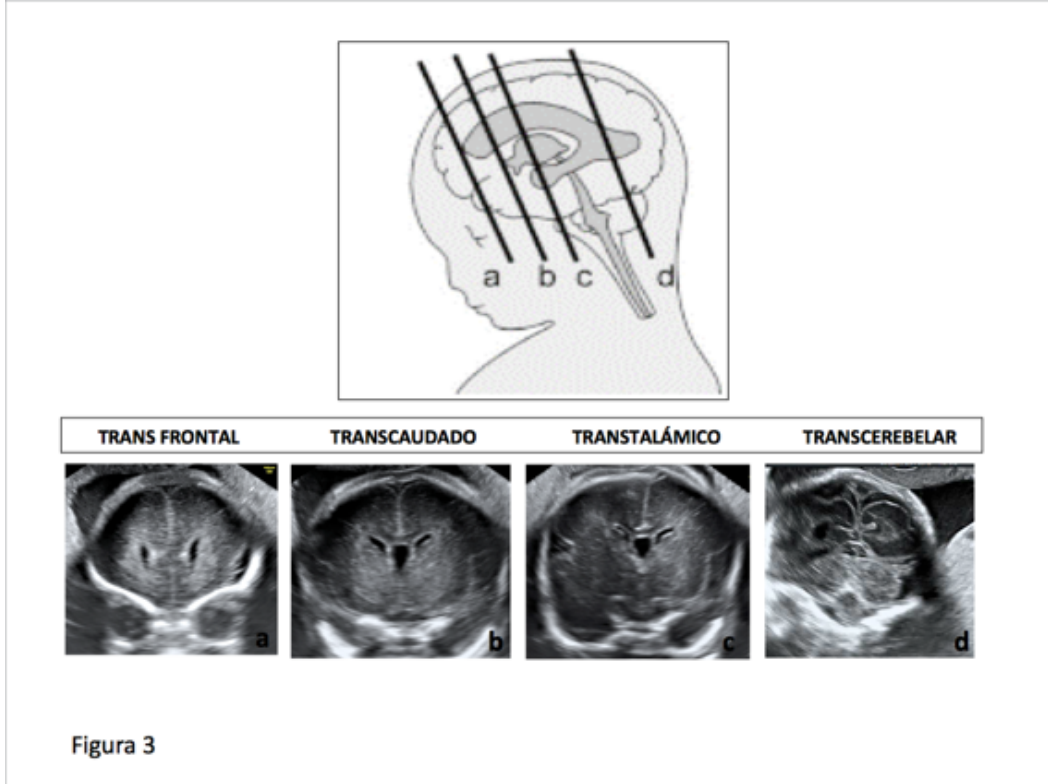 a b c d
TRANS FRONTAL TRANSCAUDADO TRANSTALÁMICO TRANSCEREBELAR
a b c d
Figura 3